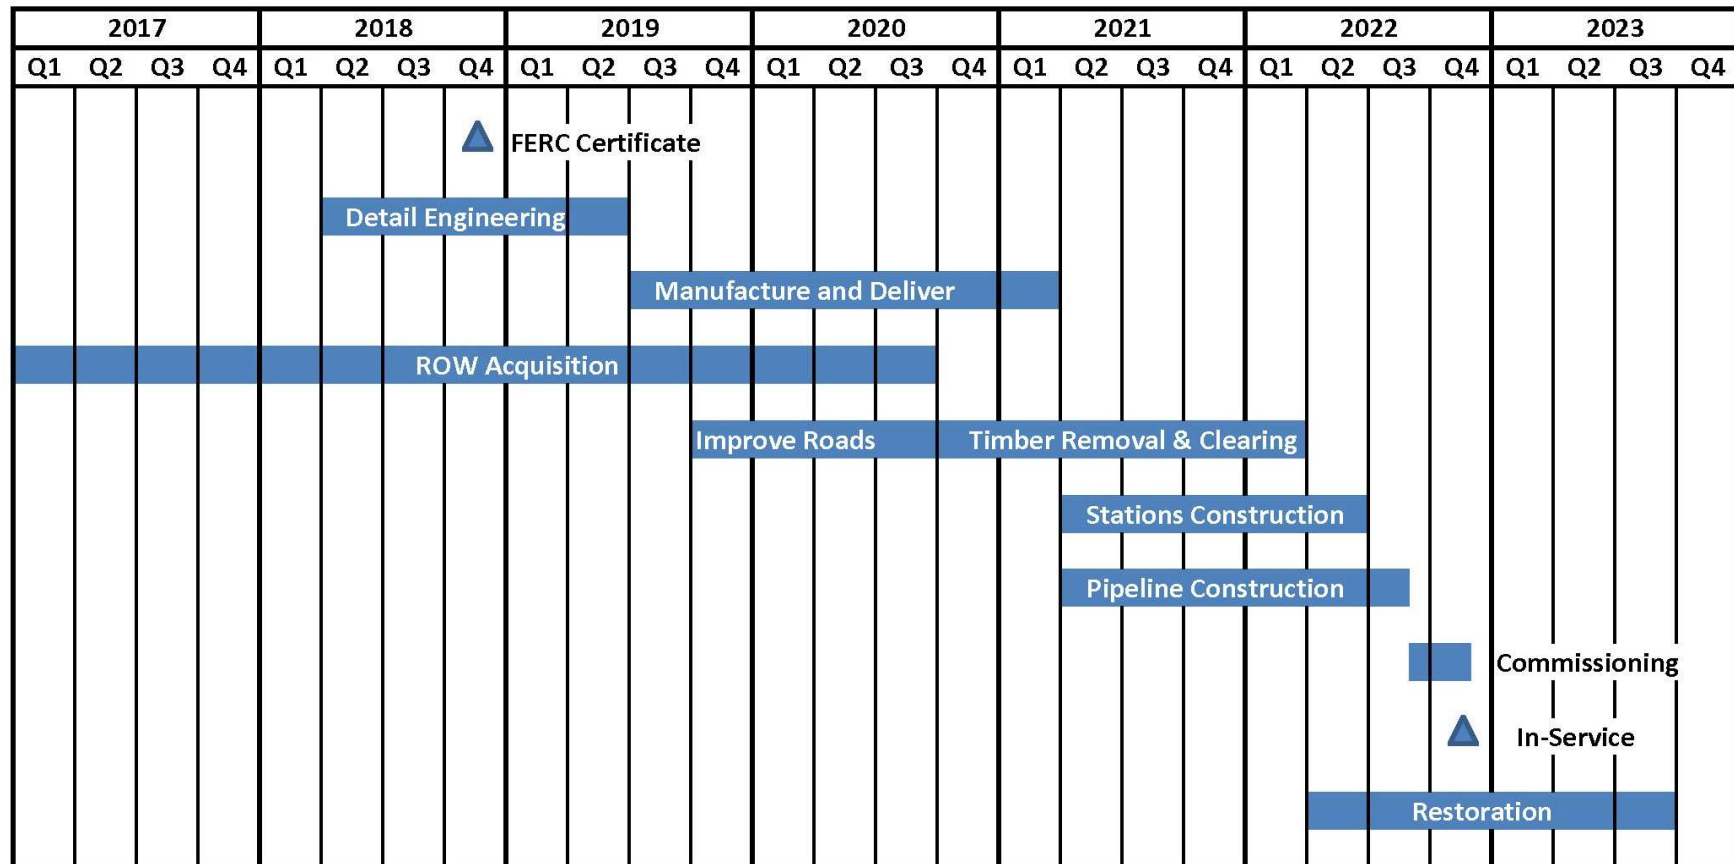 2017 2018 2019 2020 2021 2022 2023
Q1 Q2 Q3 Q4 Q1 Q2 Q3 Q4 Q1 Q2 Q3 Q4 Q1 Q2 Q3 Q4 Q1 Q2 Q3 Q4 Q1 Q2 Q3 Q4 Q1 Q2 Q3 Q4
FERC Certificate
Detail Engineering
Manufacture and Deliver
ROW Acquisition
Improve Roads Timber Removal & Clearing
Stations Construction
Pipeline Construction
Commissioning
In-Service
Restoration